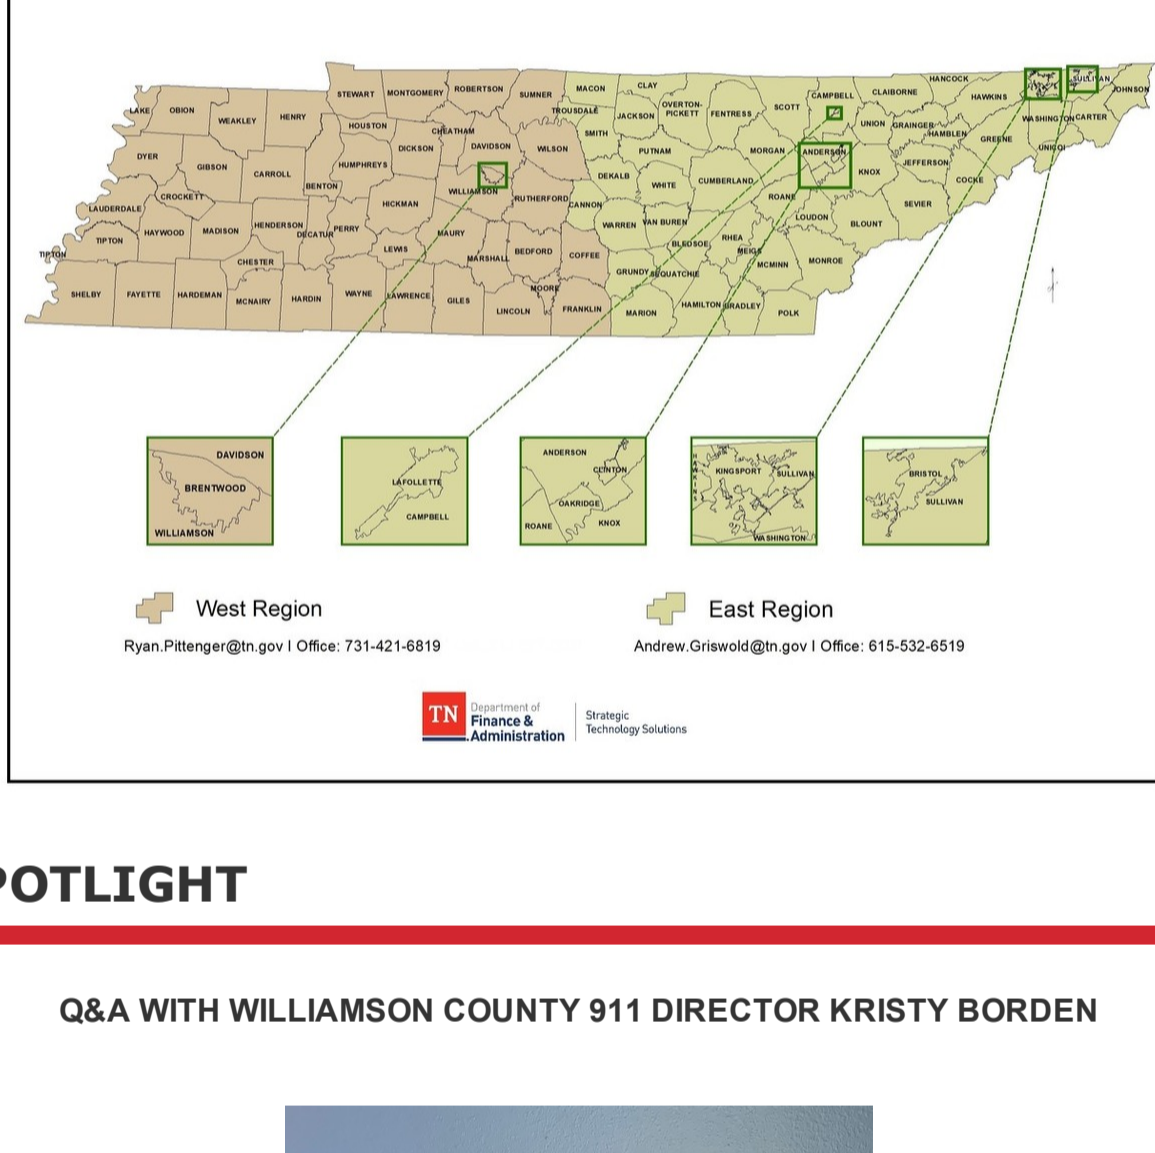 HANCOCK
STEWART MONTGOMERY ROBERTSON SUMNER MACON CLAY CAMPBELL CLAIBORNE HAWKINS SULLIVAN JOHNSON
LAKE OBION WEAKLEY HENRY HOUSTON CHEATHAM TROUSDALE JACKSON OVERTON- PICKETT FENTRESS SCOTT UNION GRAINGER HAMBLEN GREENE WASHINGTON CARTER
DYER GIBSON CARROLL HUMPHREYS DICKSON DAVIDSON WILSON SMITH PUTNAM MORGAN ANDERSON KNOX JEFFERSON COCKE UNICOI
CROCKETT BENTON HICKMAN WILLIAMSON RUTHERFORD CANNON DEKALB WHITE CUMBERLAND ROANE LOUDON BLOUNT SEVIER
LAUDERDALE HAYWOOD MADISON HENDERSON DECATUR PERRY LEWIS MAURY BEDFORD COFFEE WARREN VAN BUREN BLEDSOE RHEA MEIGS MCMINN MONROE
TIPTON TIPTON CHESTER MARSHALL GRUNDY SEQUATCHIE
SHELBY FAYETTE HARDEMAN MCNAIRY HARDIN WAYNE LAWRENCE GILES LINCOLN MOORE FRANKLIN MARION HAMILTON BRADLEY POLK
DAVIDSON
BRENTWOOD
WILLIAMSON
LAFOLLETTE
CAMPBELL
ANDERSON
CLINTON
OAKRIDGE
ROANE KNOX
HAWKINS
KINGSPORT SULLIVAN
WASHINGTON
BRISTOL
SULLIVAN
West Region
Ryan.Pittenger@tn.gov I Office: 731-421-6819
East Region
Andrew.Griswold@tn.gov I Office: 615-532-6519
TN
Department of
Finance &
Administration
Strategic
Technology Solutions
POTLIGHT
Q&A WITH WILLIAMSON COUNTY 911 DIRECTOR KRISTY BORDEN